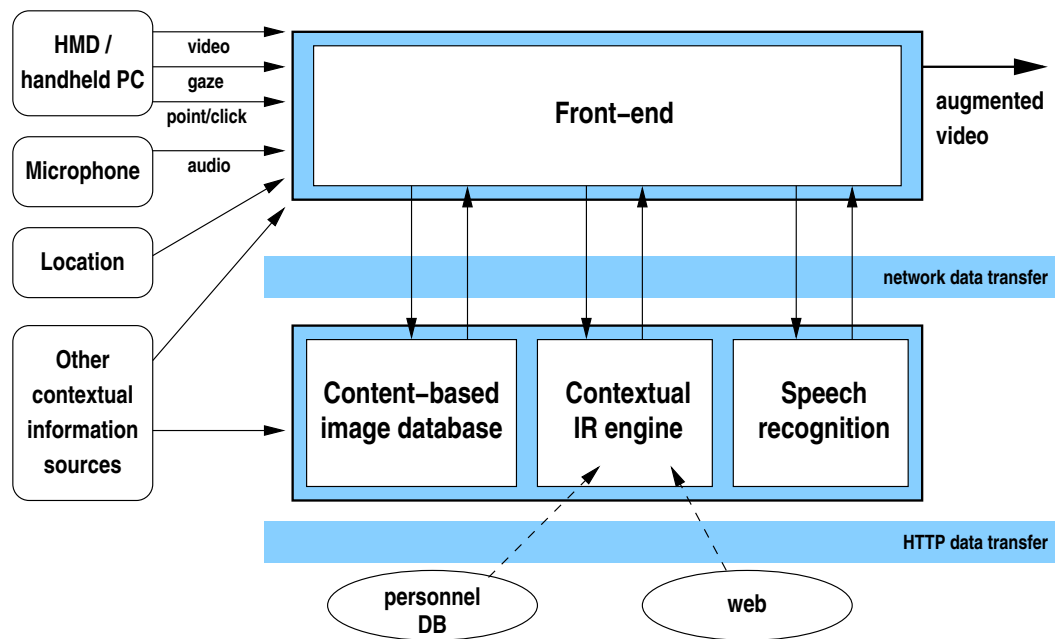 HMD /
handheld PC
video
gaze
point/click
Microphone
audio
Location
Other
contextual
information
sources
Front−end
augmented
video
network data transfer
Content−based
image database
Contextual
IR engine
Speech
recognition
HTTP data transfer
personnel
DB
web